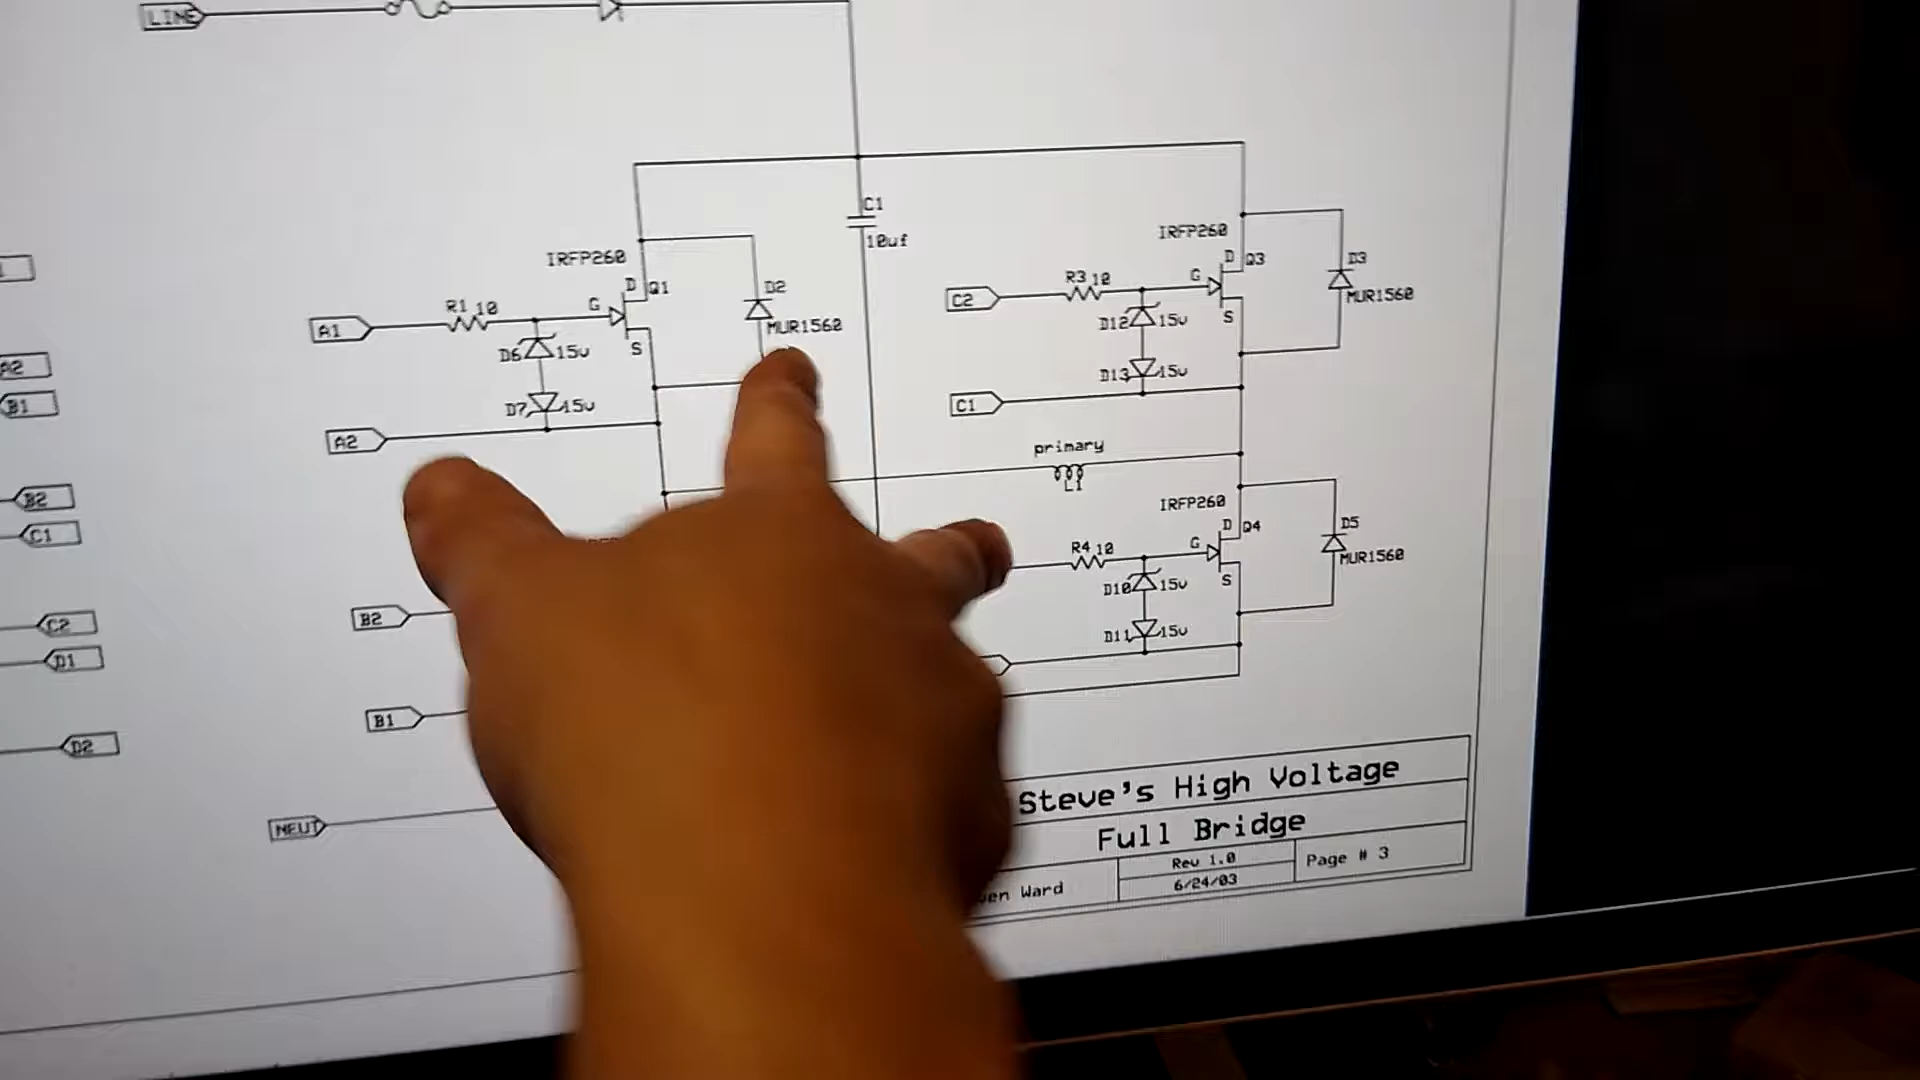 LINE
C1
10uf
IRFP260
D
Q1
G
S
D2
MUR1560
R1 10
A1
D6
15v
D7
15v
A2
IRFP260
D
Q3
G
S
D3
MUR1560
R3 10
C2
D12
15v
D13
15v
C1
primary
L1
IRFP260
D
Q4
G
S
D5
MUR1560
R4 10
D10
15v
D11
15v
A2
B1
B2
C1
C2
D1
D2
B2
B1
NEUT
Steve's High Voltage
Full Bridge
Rev 1.0
6/24/03
Page # 3
Ward